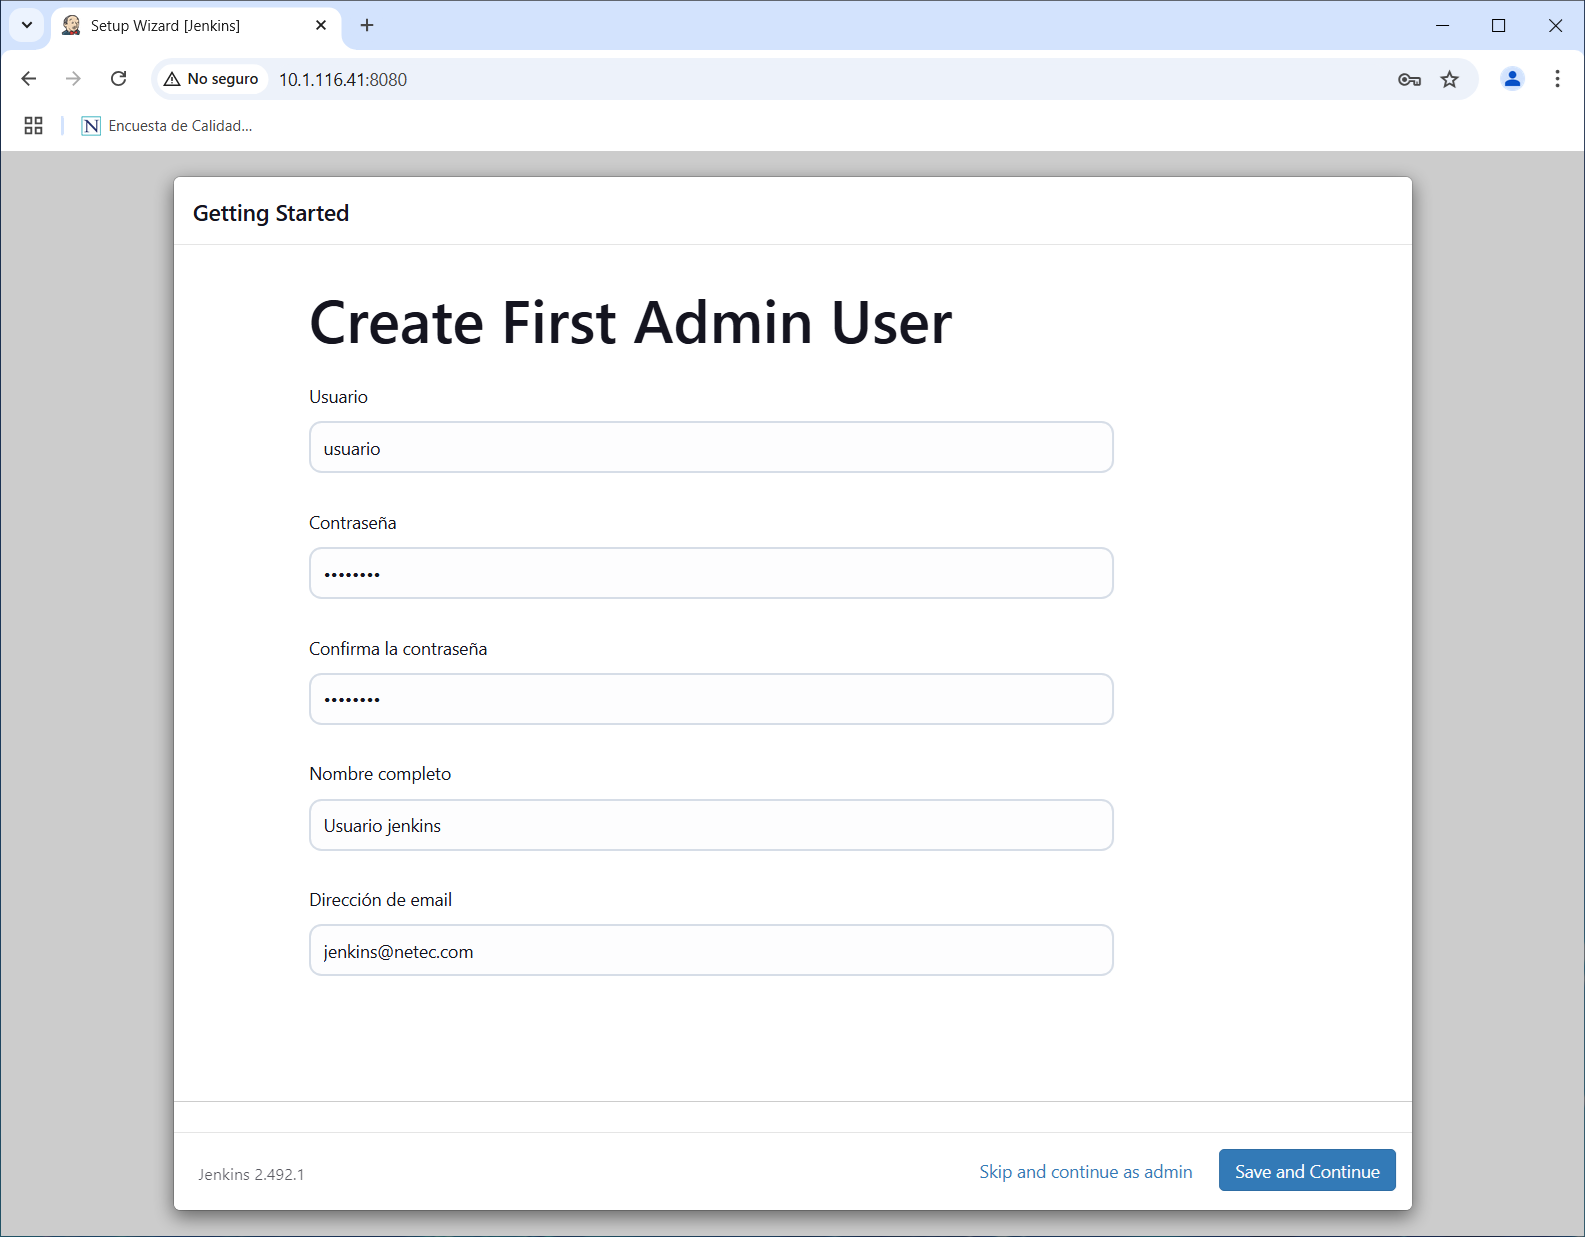 Setup Wizard [Jenkins]
No seguro
10.1.116.41:8080
N
Encuesta de Calidad...
Getting Started
Create First Admin User
Usuario
usuario
Contraseña
••••••••
Confirma la contraseña
••••••••
Nombre completo
Usuario jenkins
Dirección de email
jenkins@netec.com
Jenkins 2.492.1
Skip and continue as admin
Save and Continue